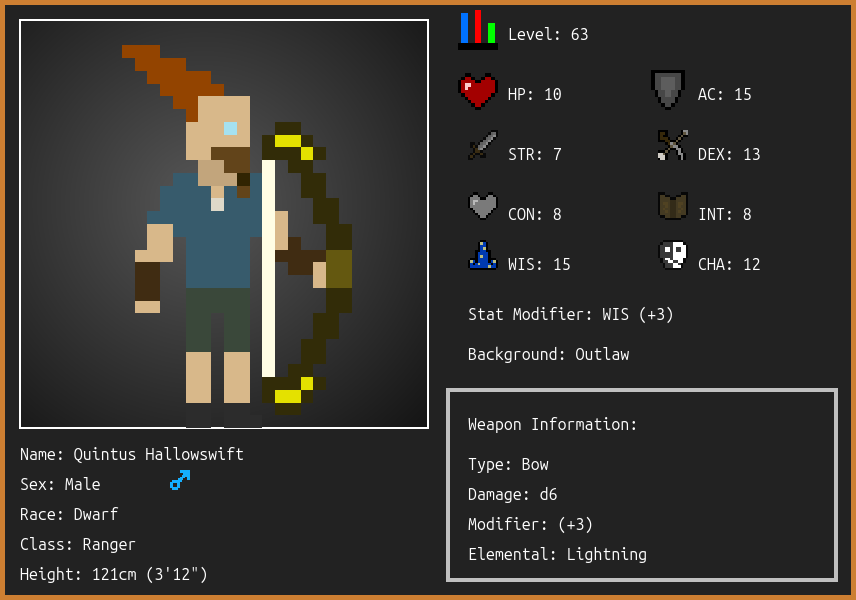 Level: 63
HP: 10
AC: 15
STR: 7
DEX: 13
CON: 8
INT: 8
WIS: 15
CHA: 12
Stat Modifier: WIS (+3)
Background: Outlaw
Weapon Information:
Type: Bow
Damage: d6
Modifier: (+3)
Elemental: Lightning
Name: Quintus Hallowswift
Sex: Male
Race: Dwarf
Class: Ranger
Height: 121cm (3'12")